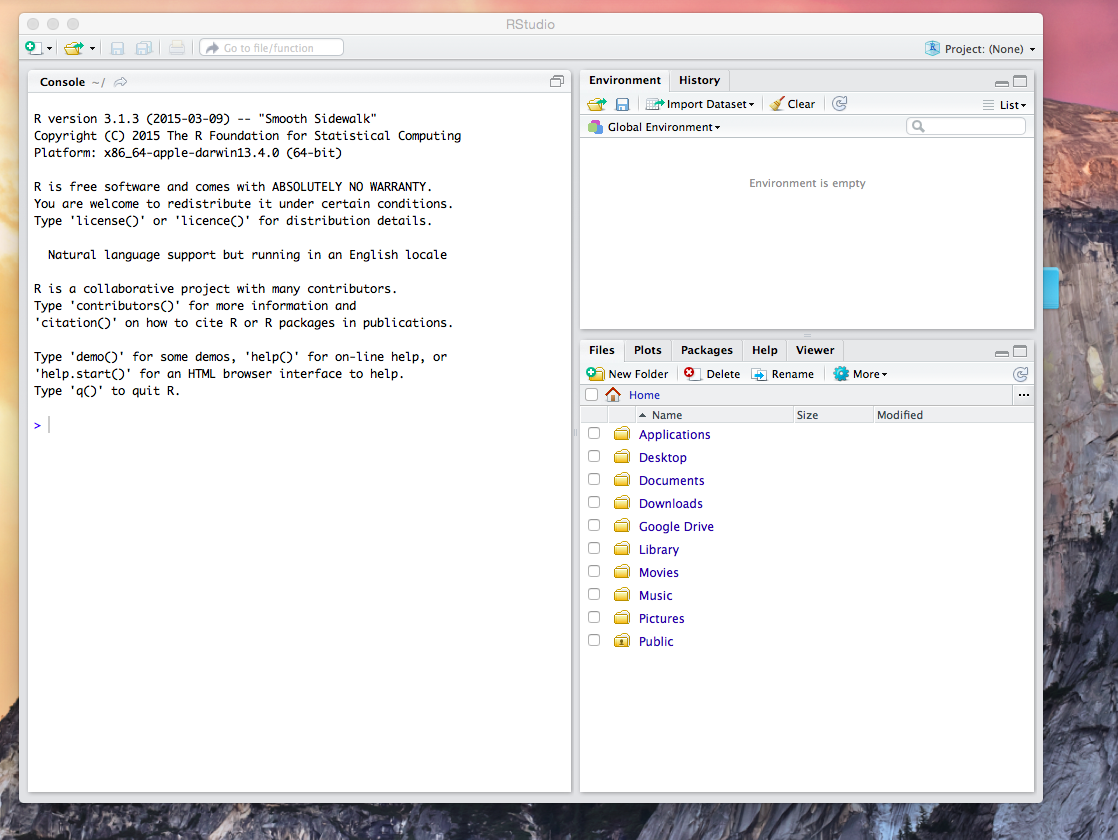 RStudio
Go to file/function
Project: (None)
Console ~/
R version 3.1.3 (2015-03-09) -- "Smooth Sidewalk"
Copyright (C) 2015 The R Foundation for Statistical Computing
Platform: x86_64-apple-darwin13.4.0 (64-bit)
R is free software and comes with ABSOLUTELY NO WARRANTY.
You are welcome to redistribute it under certain conditions.
Type 'license()' or 'licence()' for distribution details.
Natural language support but running in an English locale
R is a collaborative project with many contributors.
Type 'contributors()' for more information and
'citation()' on how to cite R or R packages in publications.
Type 'demo()' for some demos, 'help()' for on-line help, or
'help.start()' for an HTML browser interface to help.
Type 'q()' to quit R.
>
Environment History
Import Dataset Clear List
Global Environment
Environment is empty
Files Plots Packages Help Viewer
New Folder Delete Rename More
Home ...
Name Size Modified
Applications
Desktop
Documents
Downloads
Google Drive
Library
Movies
Music
Pictures
Public